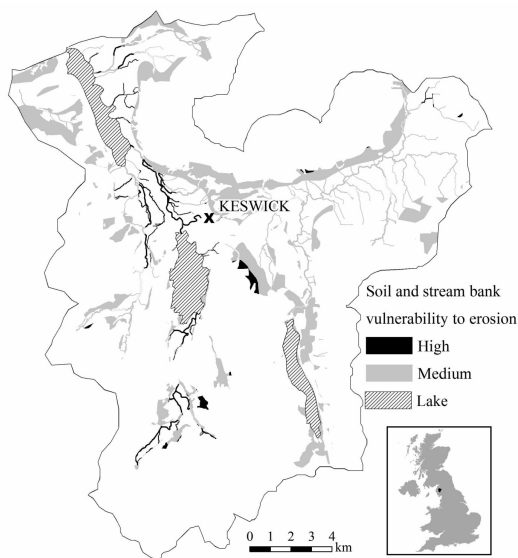 KESWICK
X
Soil and stream bank
vulnerability to erosion
High
Medium
Lake
0 1 2 3 4
km